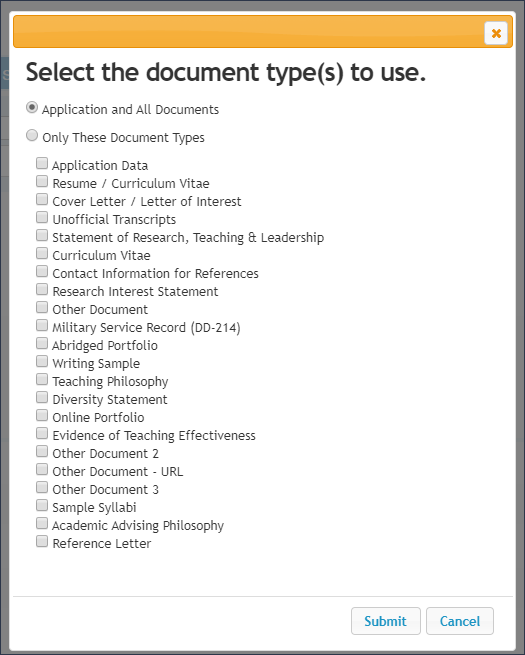 Select the document type(s) to use.
Application and All Documents
Only These Document Types
Application Data
Resume / Curriculum Vitae
Cover Letter / Letter of Interest
Unofficial Transcripts
Statement of Research, Teaching & Leadership
Curriculum Vitae
Contact Information for References
Research Interest Statement
Other Document
Military Service Record (DD-214)
Abridged Portfolio
Writing Sample
Teaching Philosophy
Diversity Statement
Online Portfolio
Evidence of Teaching Effectiveness
Other Document 2
Other Document - URL
Other Document 3
Sample Syllabi
Academic Advising Philosophy
Reference Letter
Submit Cancel